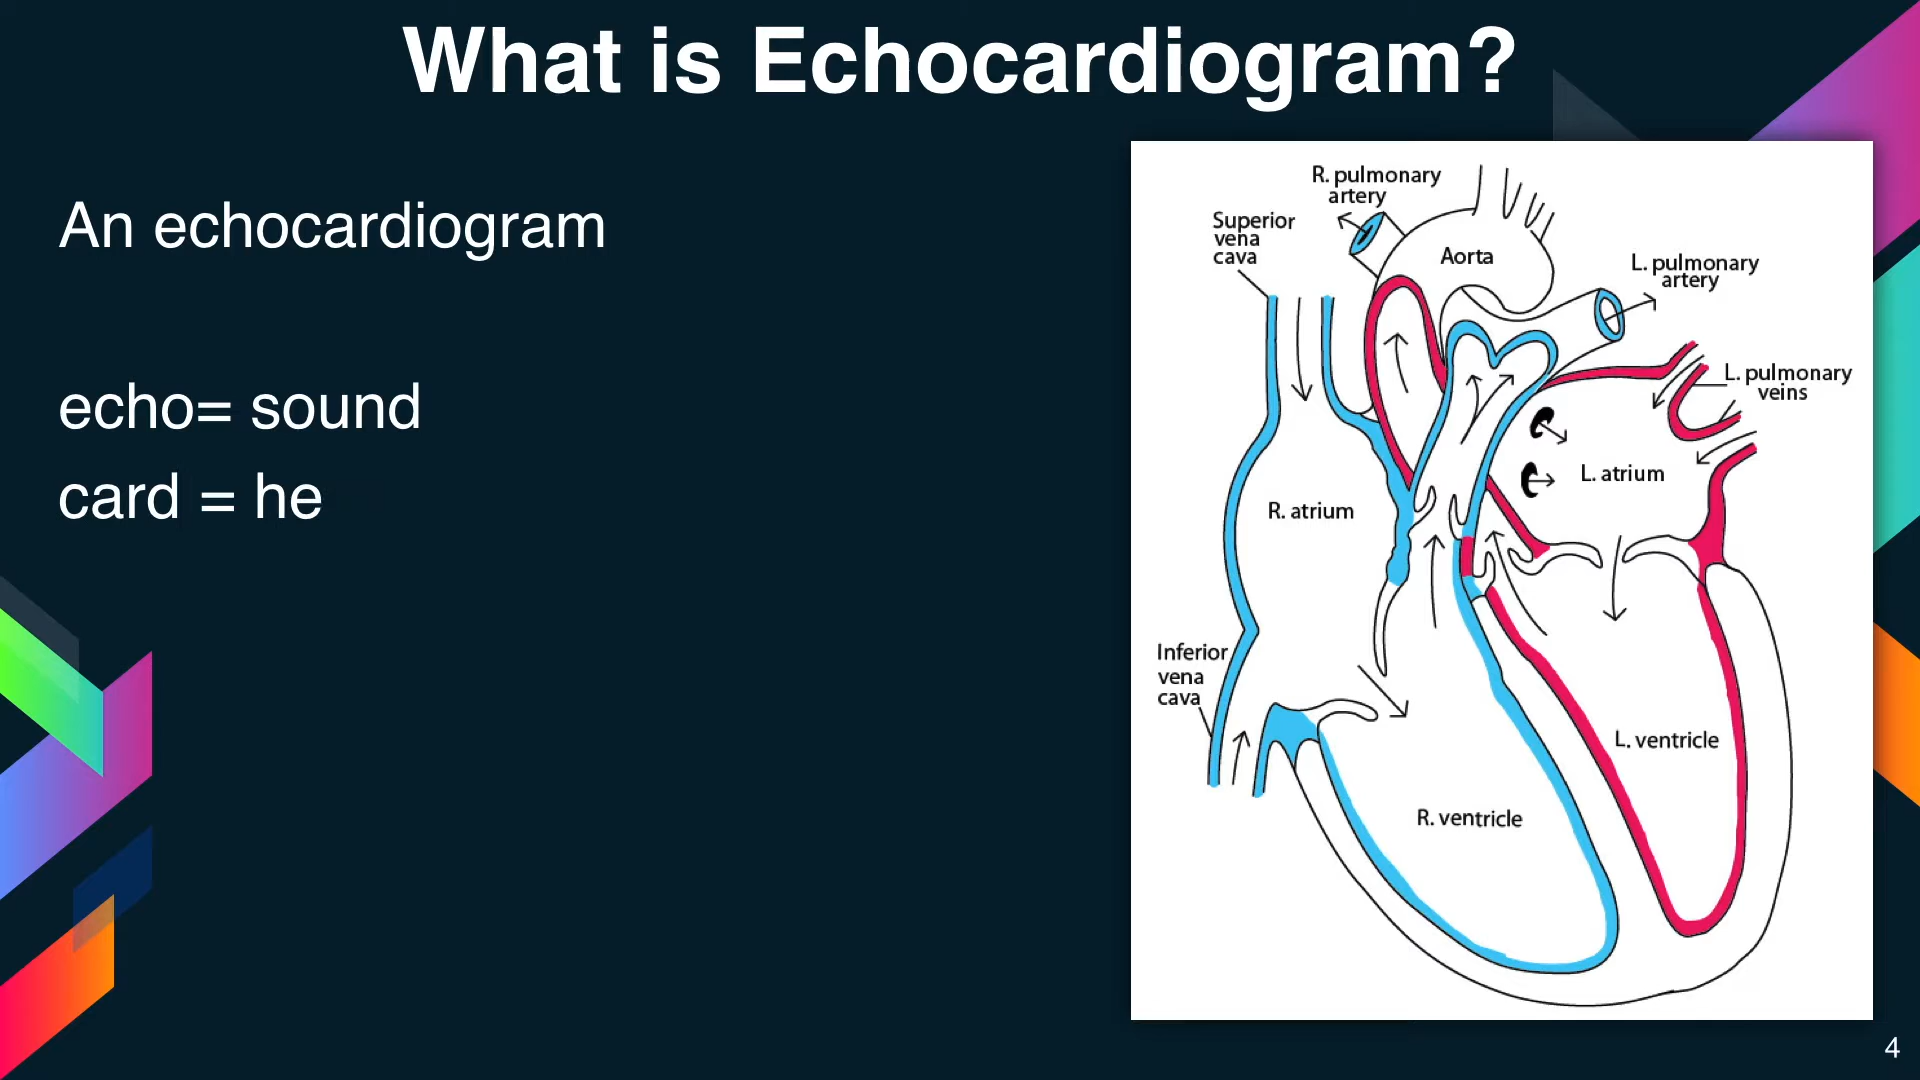 What is Echocardiogram?
An echocardiogram
echo= sound
card = he
R. pulmonary
artery
Superior
vena
cava
Aorta
L. pulmonary
artery
L. pulmonary
veins
L. atrium
R. atrium
Inferior
vena
cava
L. ventricle
R. ventricle
4